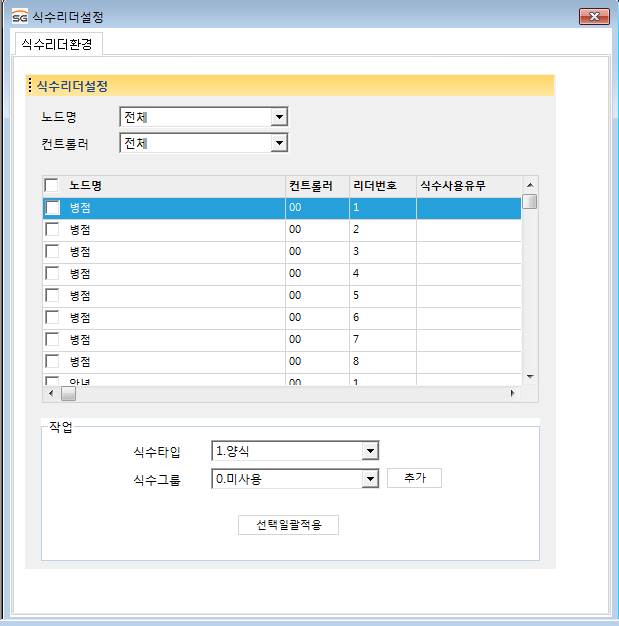 SG 식수리더설정
식수리더환경
식수리더설정
노드명 전체
컨트롤러 전체
노드명 컨트롤러 리더번호 식수사용유무
병점 00 1
병점 00 2
병점 00 3
병점 00 4
병점 00 5
병점 00 6
병점 00 7
병점 00 8
안녕 00 1
작업
식수타입 1.양식
식수그룹 0.미사용 추가
선택일괄적용